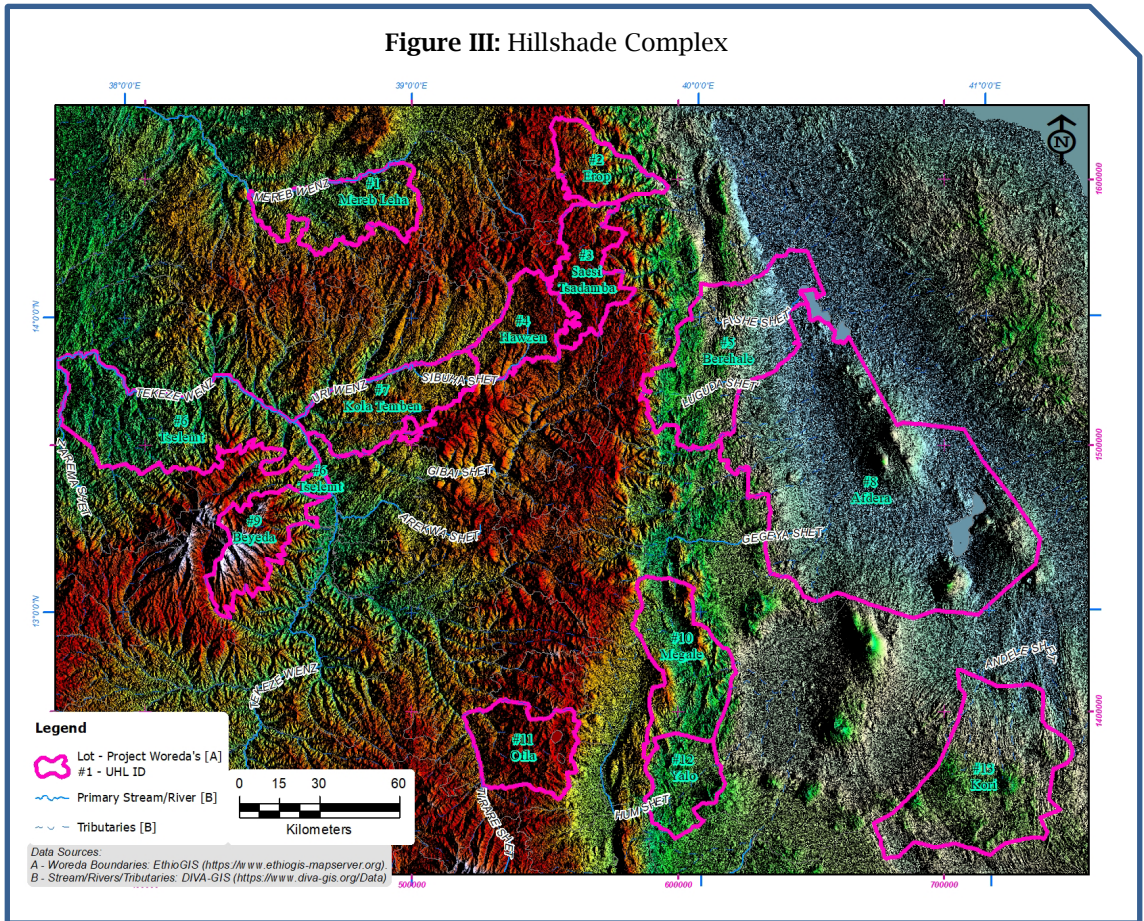 Figure III: Hillshade Complex
38°0'0"E
39°0'0"E
40°0'0"E
41°0'0"E
N
1600000
1500000
1400000
14°0'0"N
13°0'0"N
500000
600000
700000
MEREB WENZ
#1
Mereb Leha
#2
Erop
#3
Saesi
Tsadamba
#4
Hawzen
FISHE SHET
#5
Berehale
LUGUDA SHET
SIBUWA SHET
URI WENZ
#7
Kola Temben
TEKEZE WENZ
#6
Tselemt
ZAREWA SHET
#6
Tselemt
GIBAI SHET
#8
Afdera
#9
Beyeda
AREKWA SHET
GEGEYA SHET
#10
Megale
ANDELE SHET
TEKEZE WENZ
#11
Ofla
#12
Yalo
Kori
HUM SHET
TIRARE SHET
Legend
Lot - Project Woreda's [A]
#1 - UHL ID
Primary Stream/River [B]
Tributaries [B]
0 15 30 60
Kilometers
Data Sources:
A - Woreda Boundaries: EthioGIS (https://www.ethiogis-mapserver.org).
B - Stream/Rivers/Tributaries: DIVA-GIS (https://www.diva-gis.org/Data)